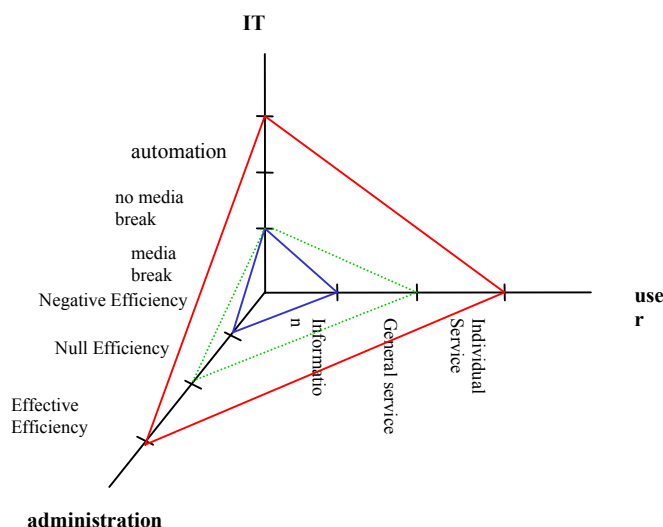 IT
automation
no media
break
media
break
Negative Efficiency
Null Efficiency
Effective
Efficiency
administration
use
r
Informatio
n
General service
Individual
Service